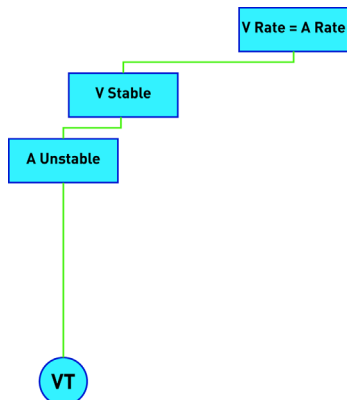 V Rate = A Rate
V Stable
A Unstable
VT